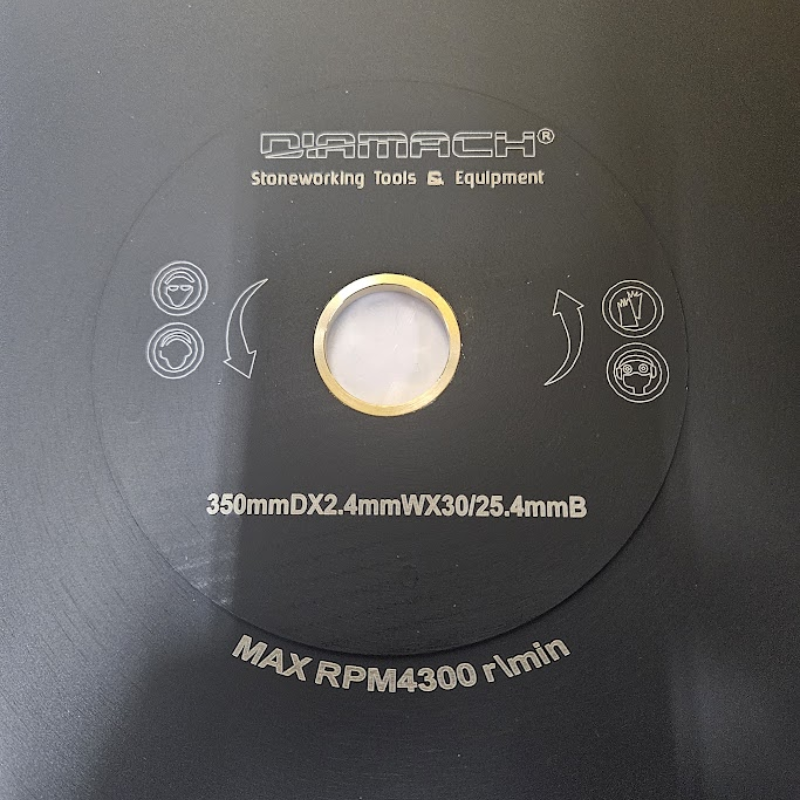 DIAMACH®
Stoneworking Tools & Equipment
350mmDX2.4mmWX30/25.4mmB
MAX RPM4300 r\min